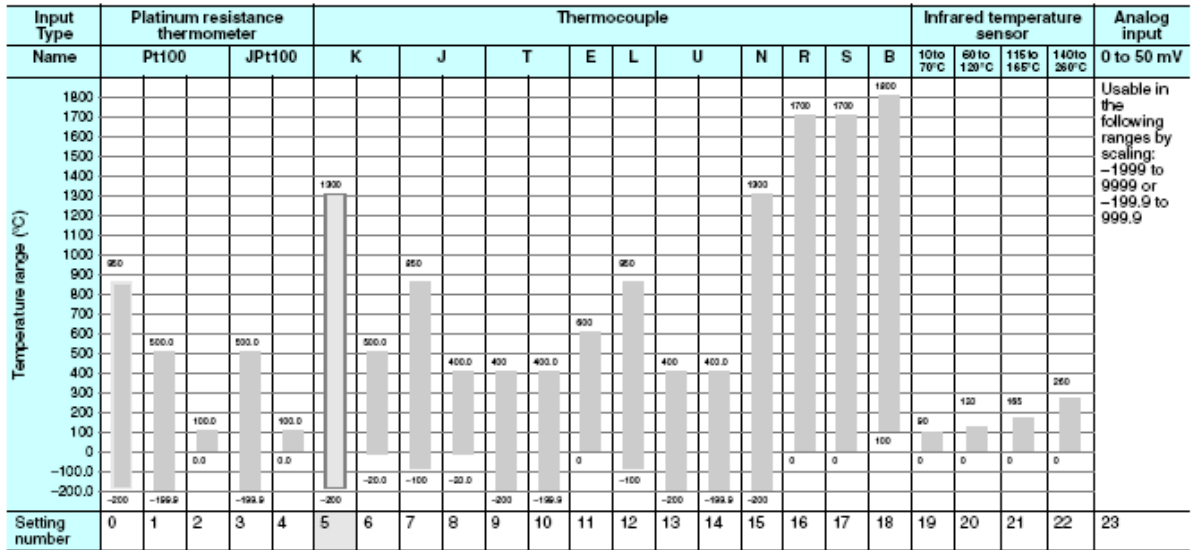 Input Type
Platinum resistance thermometer
Thermocouple
Infrared temperature sensor
Analog input
Name
Pt100
JPt100
K
J
T
E
L
U
N
R
S
B
10 to 70°C
60 to 120°C
115 to 165°C
140 to 260°C
0 to 50 mV
Temperature range (°C)
1800
1700
1600
1500
1400
1300
1200
1100
1000
900
800
700
600
500
400
300
200
100
0
−100.0
−200.0
1800
1700
1700
1300
1300
850
850
850
600
500.0
500.0
500.0
400.0
400
400.0
400
400.0
260
120
165
100.0
100.0
90
100
0.0
0.0
0
0
0
0
0
0
0
−20.0
−100
−20.0
−100
−200
−199.9
−199.9
−200
−200
−199.9
−200
−199.9
−200
Usable in
the
following
ranges by
scaling:
−1999 to
9999 or
−199.9 to
999.9
Setting number
0 1 2 3 4 5 6 7 8 9 10 11 12 13 14 15 16 17 18 19 20 21 22 23